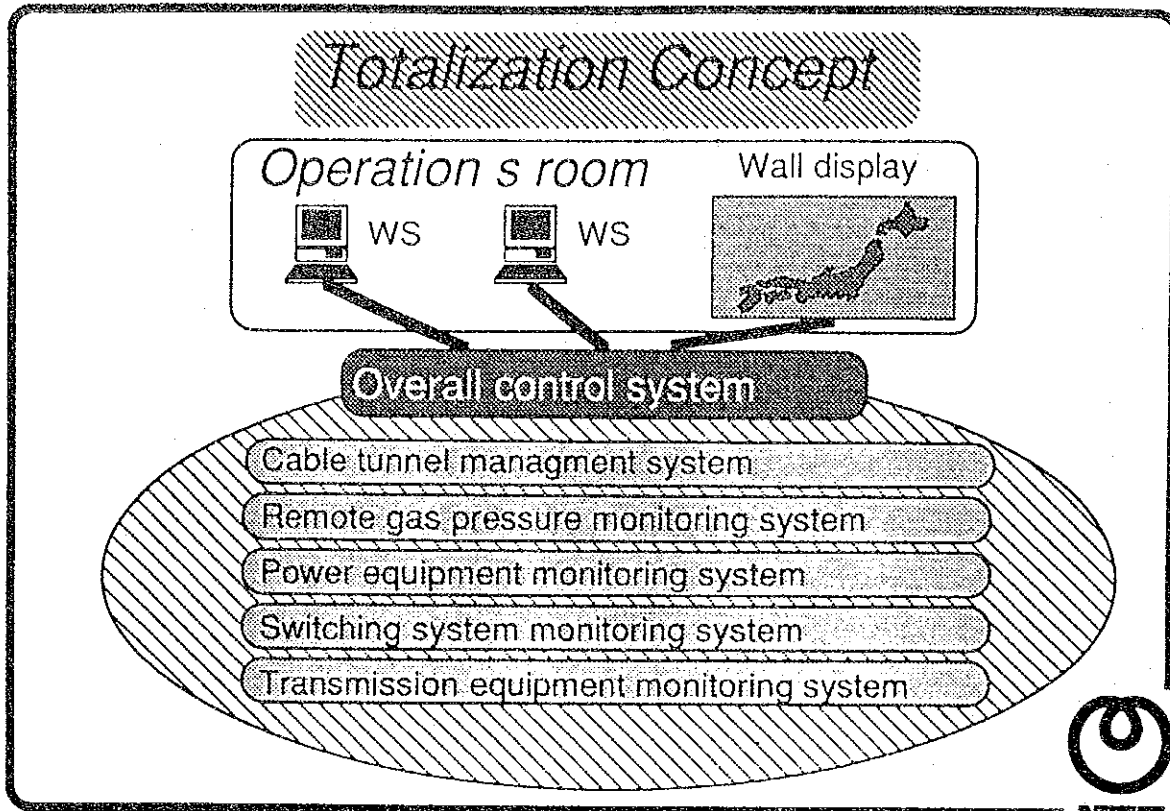 Totalization Concept
Operation s room
Wall display
WS
WS
Overall control system
Cable tunnel managment system
Remote gas pressure monitoring system
Power equipment monitoring system
Switching system monitoring system
Transmission equipment monitoring system